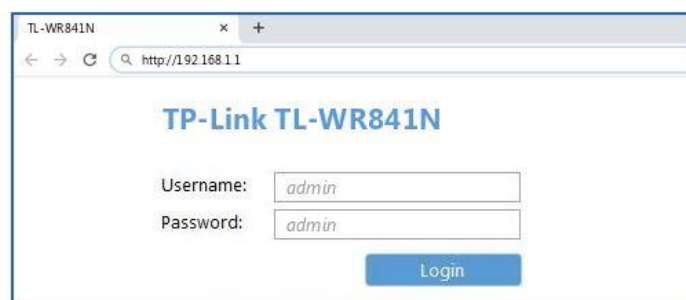 TL-WR841N × +
http://192.168.1.1
TP-Link TL-WR841N
Username: admin
Password: admin
Login